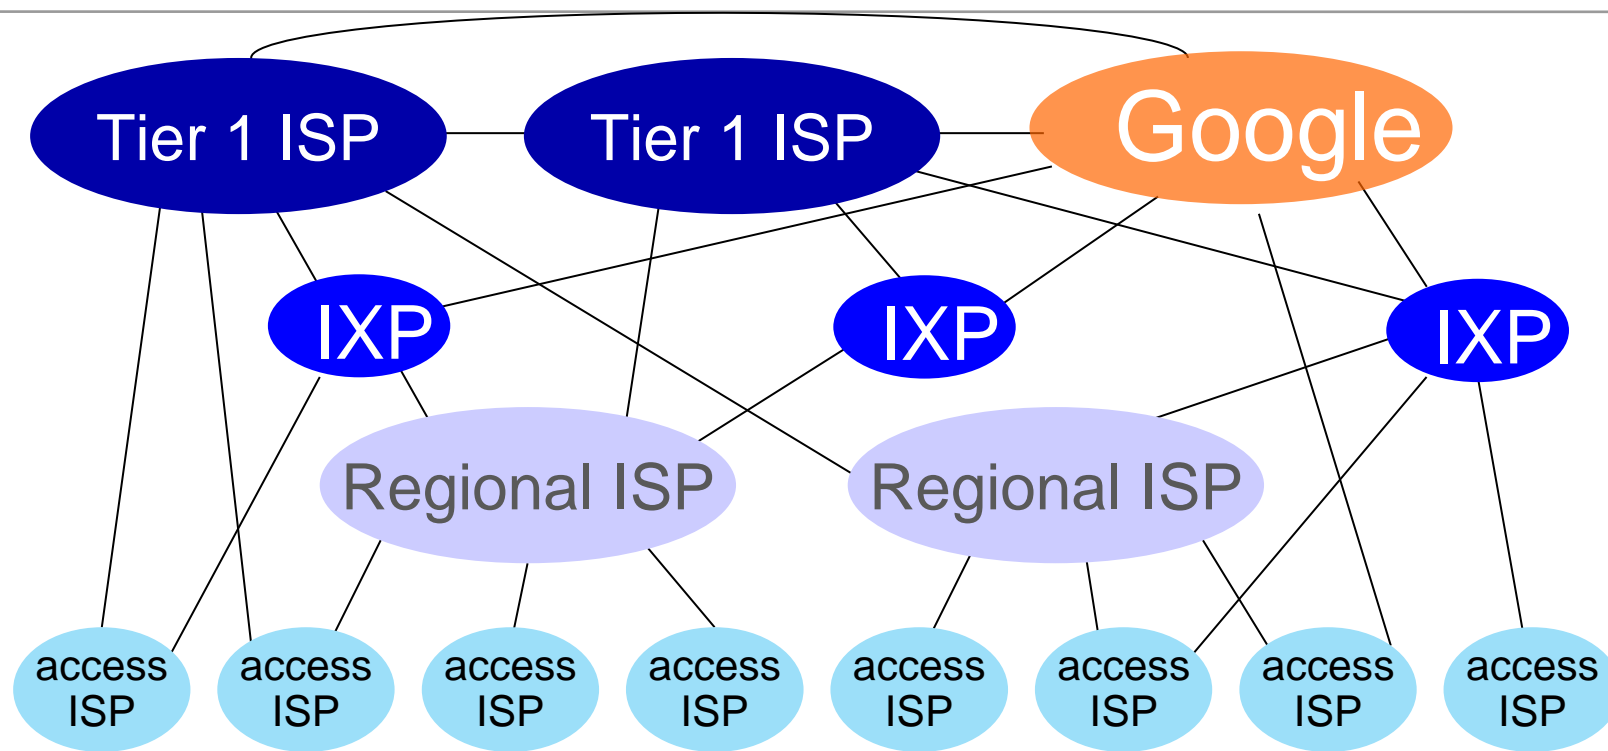 Tier 1 ISP
Tier 1 ISP
Google
IXP
IXP
IXP
Regional ISP
Regional ISP
access
ISP
access
ISP
access
ISP
access
ISP
access
ISP
access
ISP
access
ISP
access
ISP